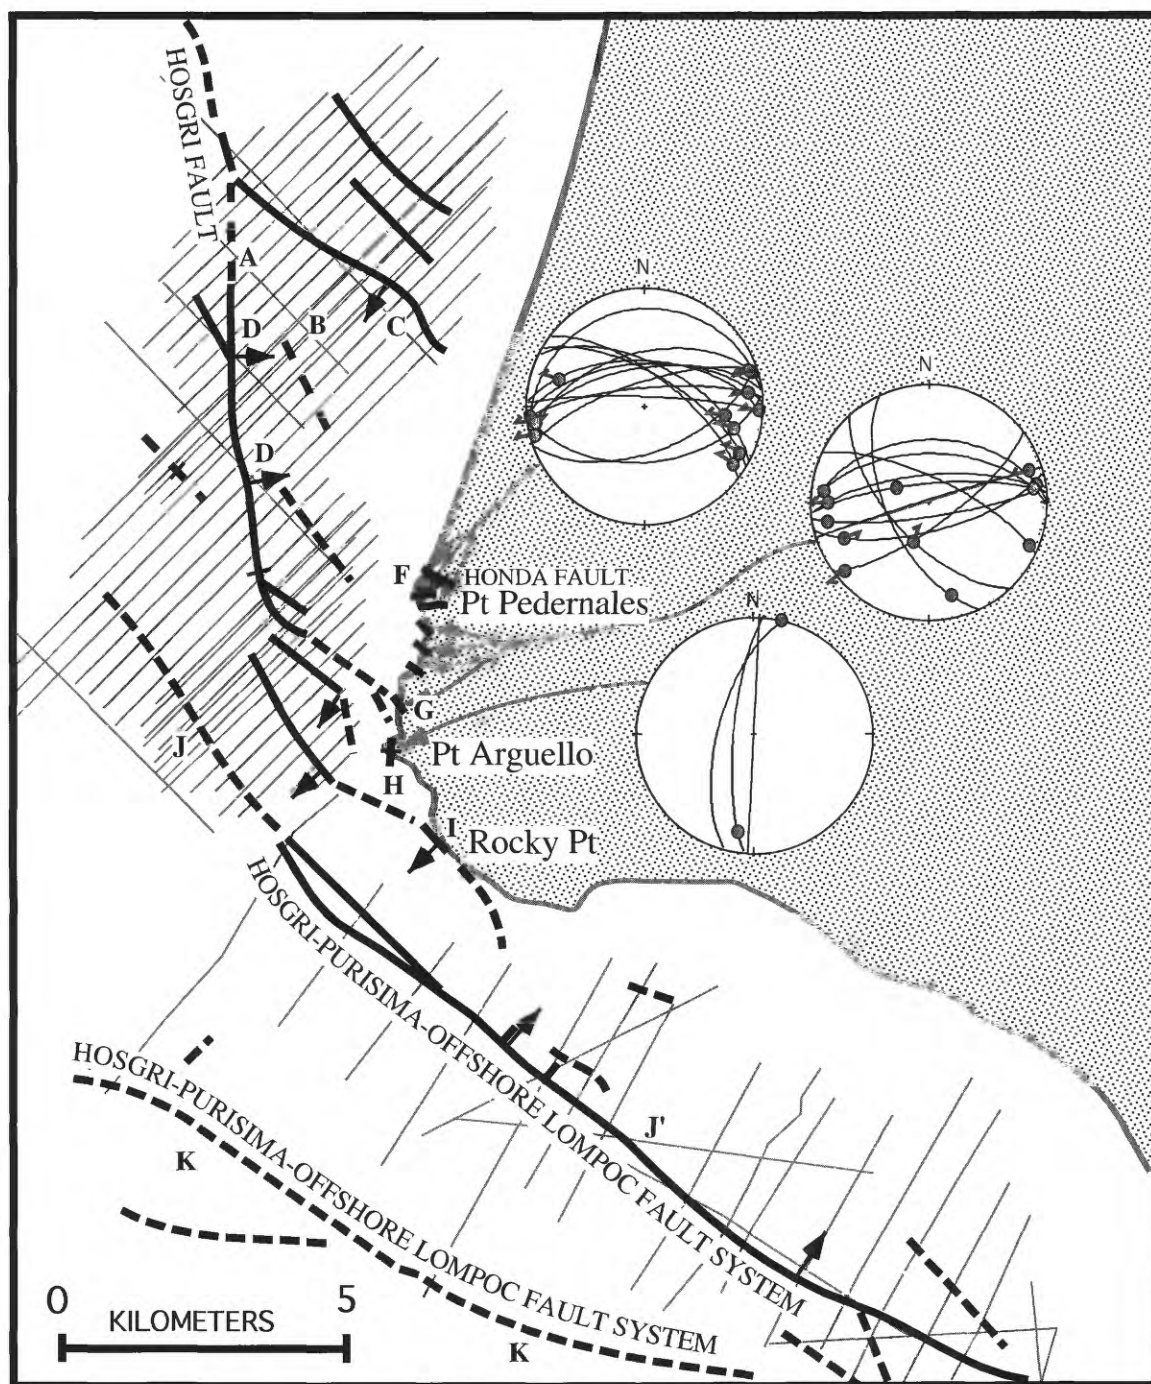 HOSGRI FAULT
A
B
C
D
D
N
N
F
HONDA FAULT
Pt Pedernales
N
G
J
Pt Arguello
H
I
Rocky Pt
HOSGRI-PURISIMA-OFFSHORE LOMPOC FAULT SYSTEM
J'
HOSGRI-PURISIMA-OFFSHORE LOMPOC FAULT SYSTEM
K
K
0 5
KILOMETERS